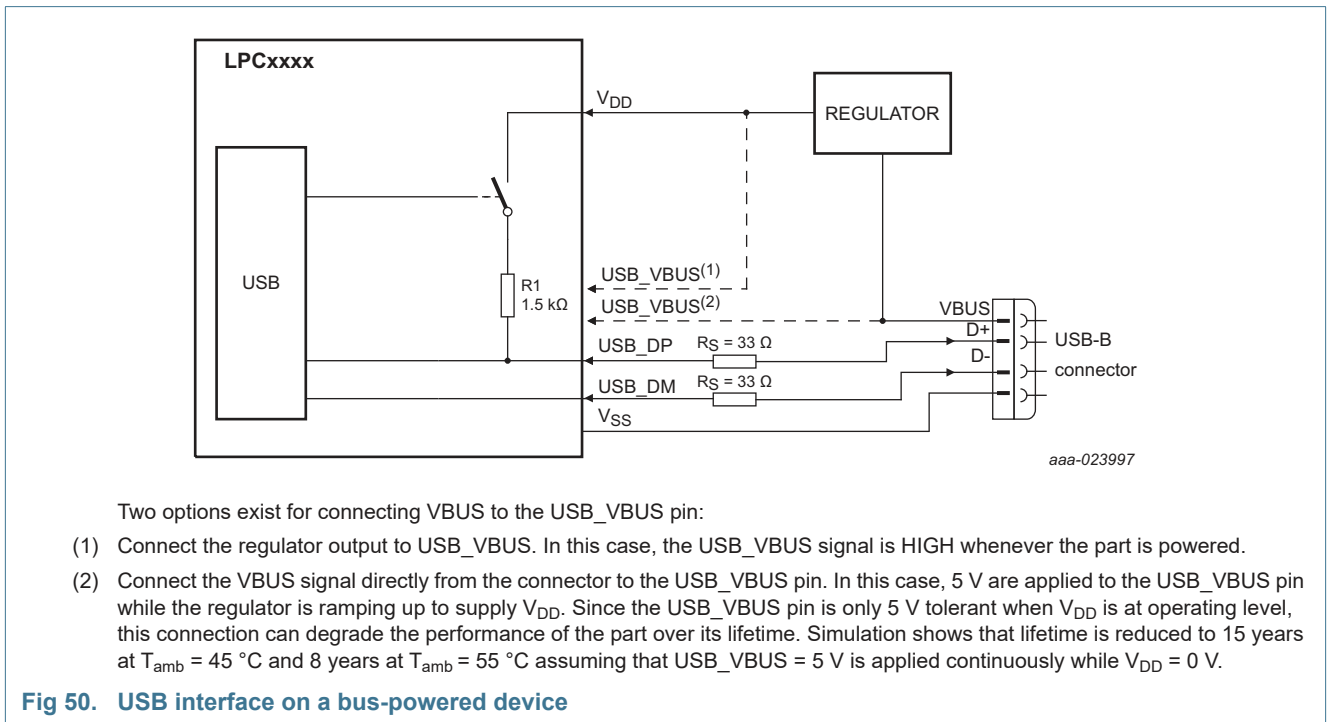 LPCxxxx
VDD
REGULATOR
USB
R1
1.5 kΩ
USB_VBUS(1)
USB_VBUS(2)
VBUS
D+
USB-B
USB_DP
RS = 33 Ω
D-
connector
USB_DM
RS = 33 Ω
VSS
aaa-023997
Two options exist for connecting VBUS to the USB_VBUS pin:
(1) Connect the regulator output to USB_VBUS. In this case, the USB_VBUS signal is HIGH whenever the part is powered.
(2) Connect the VBUS signal directly from the connector to the USB_VBUS pin. In this case, 5 V are applied to the USB_VBUS pin
while the regulator is ramping up to supply VDD. Since the USB_VBUS pin is only 5 V tolerant when VDD is at operating level,
this connection can degrade the performance of the part over its lifetime. Simulation shows that lifetime is reduced to 15 years
at Tamb = 45 °C and 8 years at Tamb = 55 °C assuming that USB_VBUS = 5 V is applied continuously while VDD = 0 V.
Fig 50. USB interface on a bus-powered device